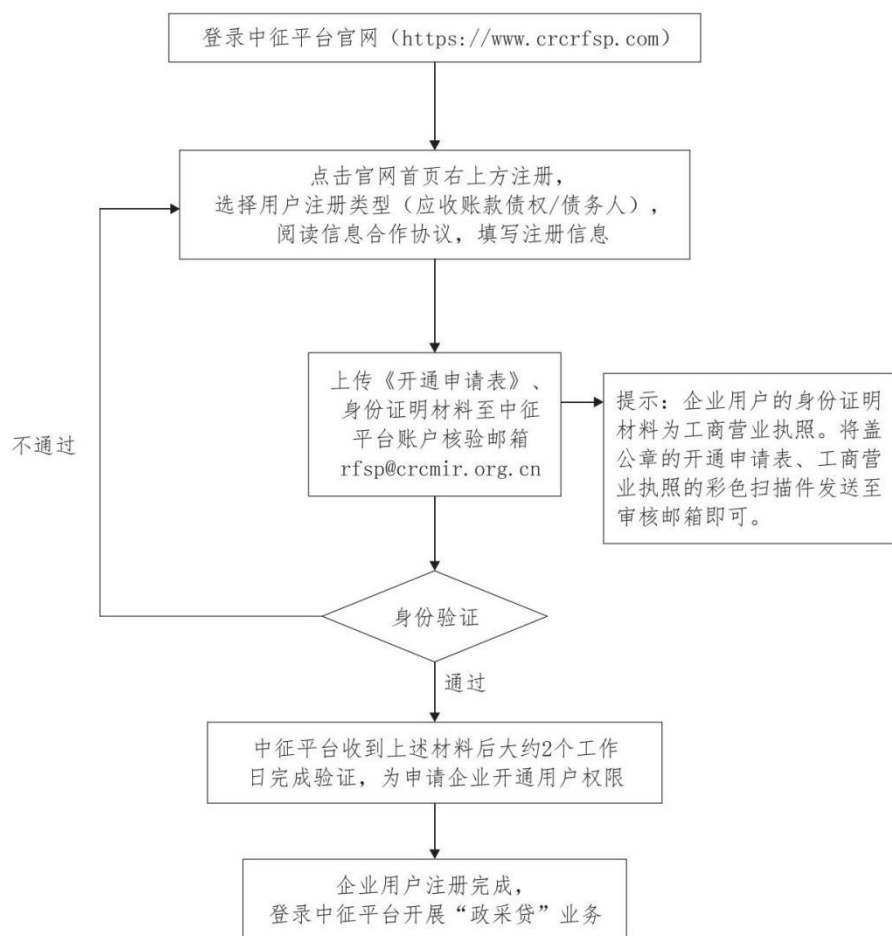 登录中征平台官网（https://www.crcrfsp.com）
点击官网首页右上方注册，
选择用户注册类型（应收账款债权/债务人），
阅读信息合作协议，填写注册信息
上传《开通申请表》、
身份证明材料至中征
平台账户核验邮箱
rfsp@crcmir.org.cn
提示：企业用户的身份证明
材料为工商营业执照。将盖
公章的开通申请表、工商营
业执照的彩色扫描件发送至
审核邮箱即可。
不通过
身份验证
通过
中征平台收到上述材料后大约2个工作
日完成验证，为申请企业开通用户权限
企业用户注册完成，
登录中征平台开展“政采贷”业务